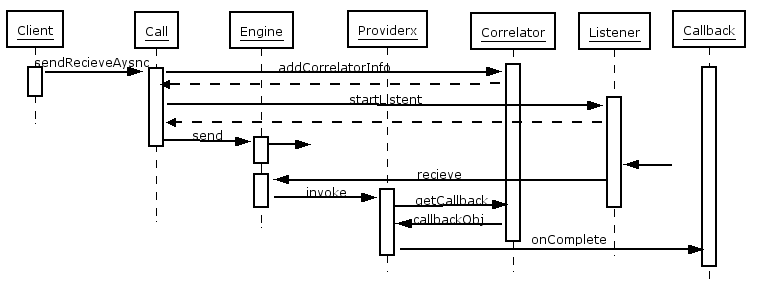 Client
Call
Engine
Providerx
Correlator
Listener
Callback
sendRecieveAysnc
addCorrelatorInfo
startListent
send
recieve
invoke
getCallback
callbackObj
onComplete